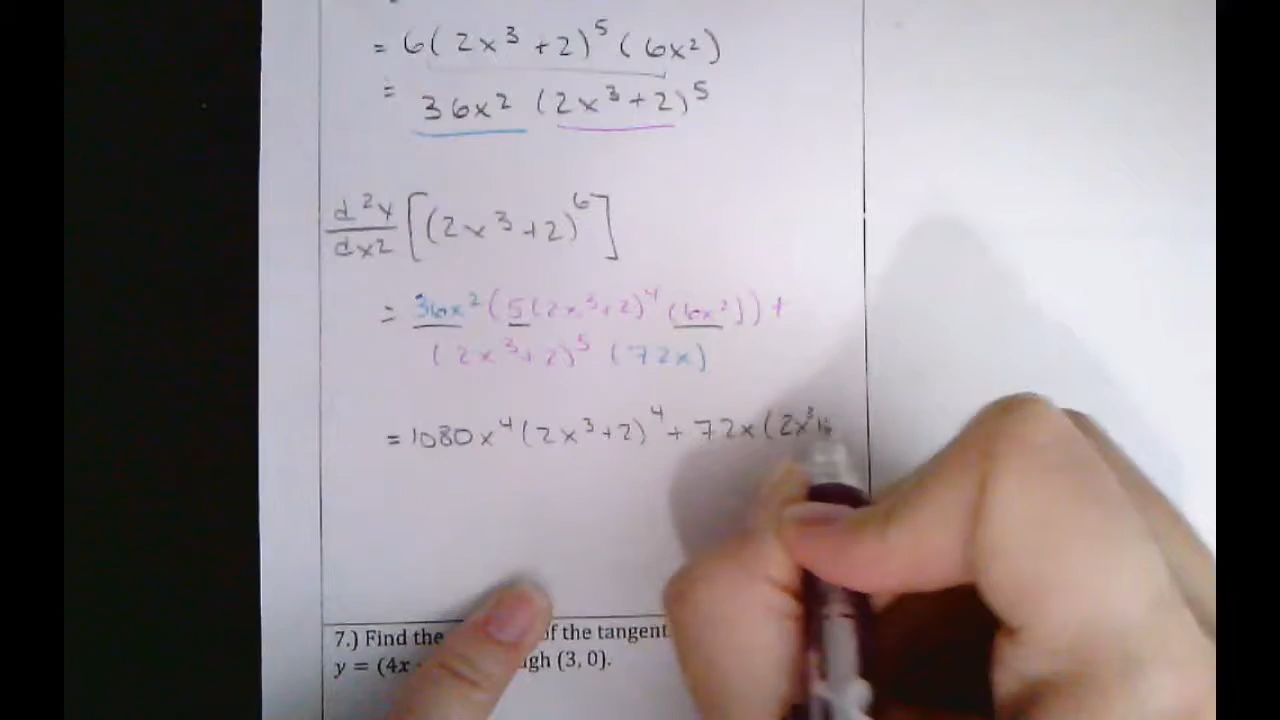 = 6(2x³+2)⁵(6x²)
= 36x²(2x³+2)⁵
d²y/dx² [(2x³+2)⁶]
= 36x²(5(2x³+2)⁴(6x²))+
(2x³+2)⁵(72x)
= 1080x⁴(2x³+2)⁴ + 72x(2x³+
7.) Find the of the tangent
y = (4x (3, 0).